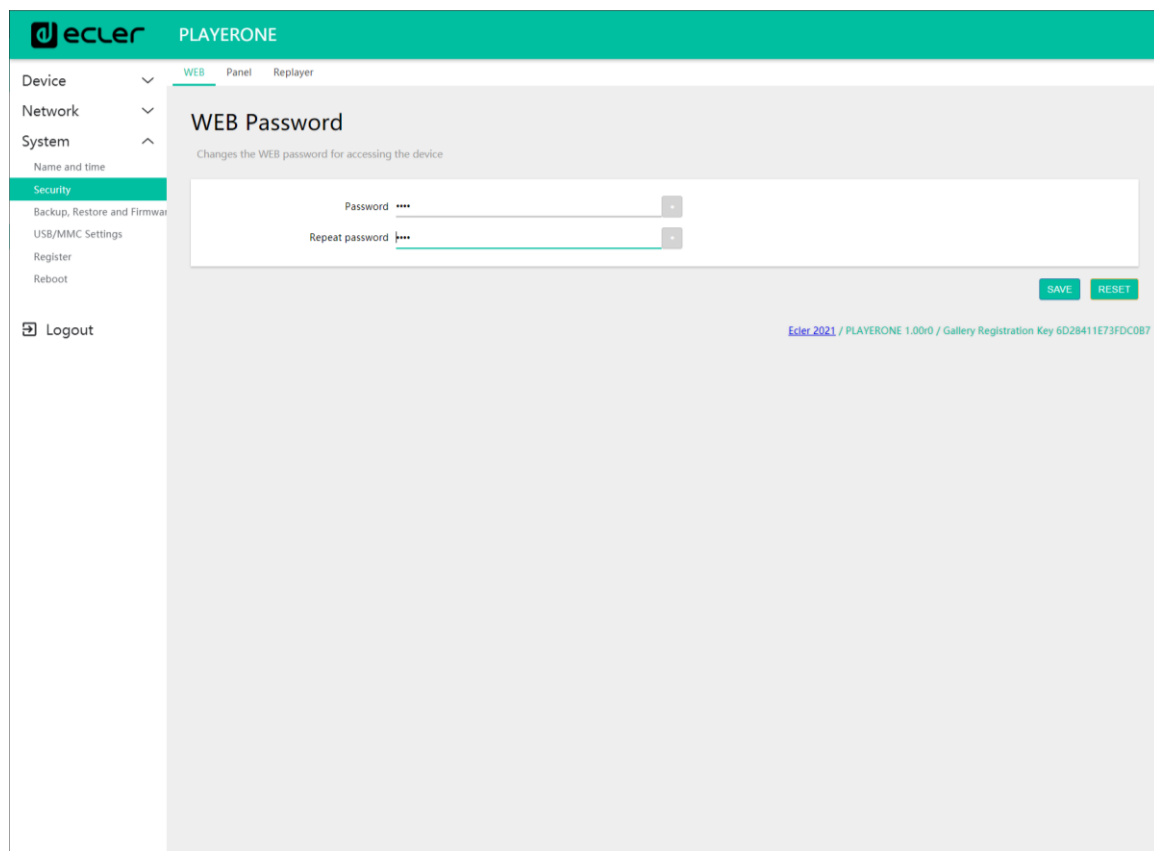 ecler PLAYERONE
WEB Panel Replayer
Device
Network
System
Name and time
Security
Backup, Restore and Firmwar
USB/MMC Settings
Register
Reboot
Logout
WEB Password
Changes the WEB password for accessing the device
Password ••••
Repeat password ••••
SAVE RESET
Ecler 2021 / PLAYERONE 1.00r0 / Gallery Registration Key 6D28411E73FDC0B7